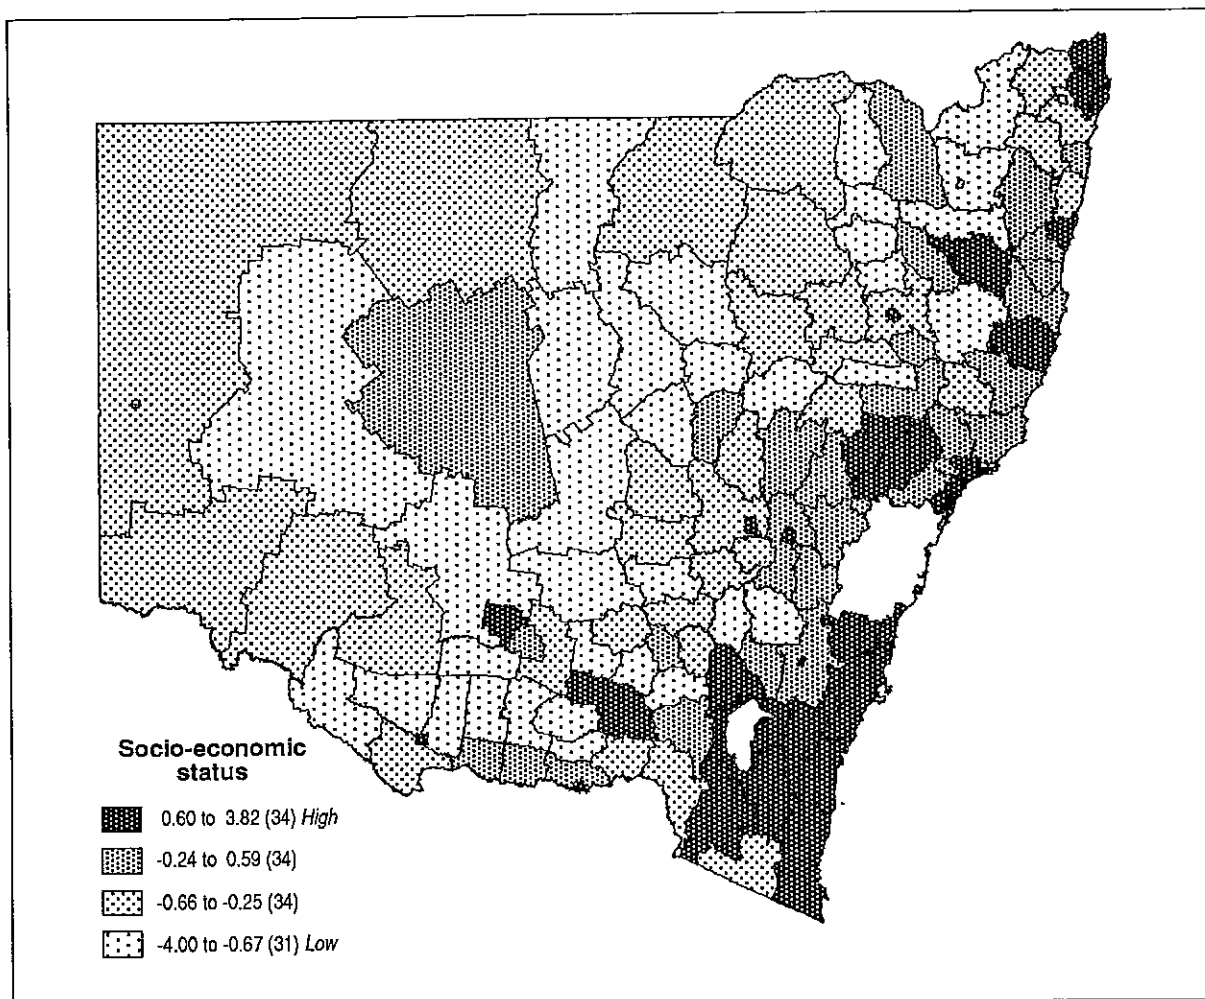 Socio-economic
status
0.60 to 3.82 (34) High
-0.24 to 0.59 (34)
-0.66 to -0.25 (34)
-4.00 to -0.67 (31) Low